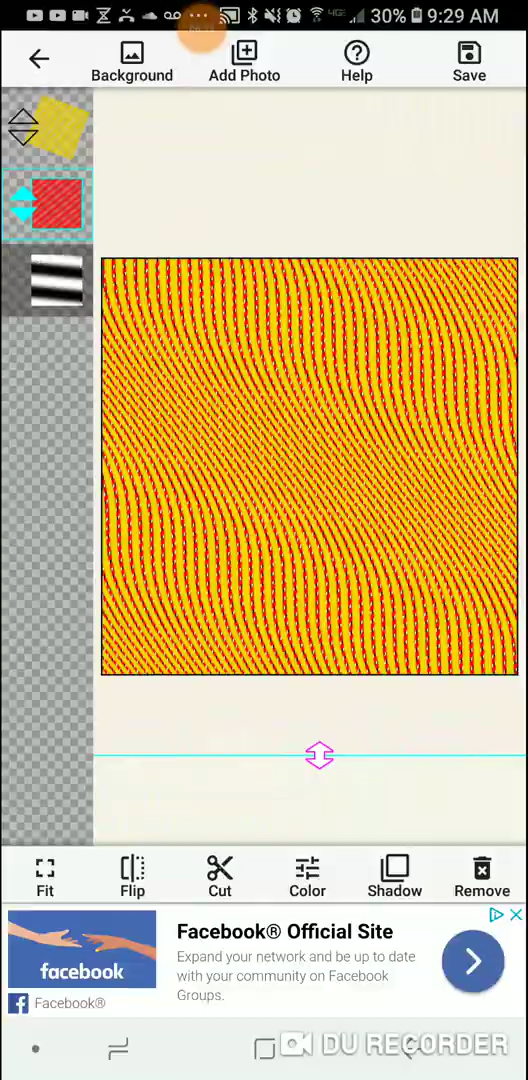 4GE
30% 9:29 AM
Background
Add Photo
Help
Save
Fit
Flip
Cut
Color
Shadow
Remove
facebook
Facebook®
Facebook® Official Site
Expand your network and be up to date
with your community on Facebook
Groups.
DU RECORDER